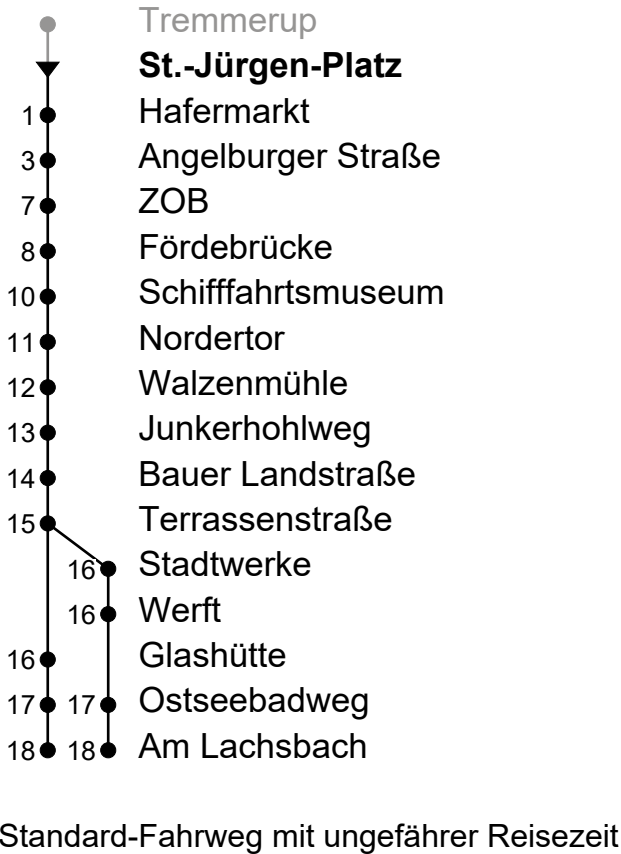 Tremmerup
St.-Jürgen-Platz
1 Hafermarkt
3 Angelburger Straße
7 ZOB
8 Fördebrücke
10 Schifffahrtsmuseum
11 Nordertor
12 Walzenmühle
13 Junkerhohlweg
14 Bauer Landstraße
15 Terrassenstraße
16 Stadtwerke
16 Werft
16 Glashütte
17 17 Ostseebadweg
18 18 Am Lachsbach
Standard-Fahrweg mit ungefährer Reisezeit